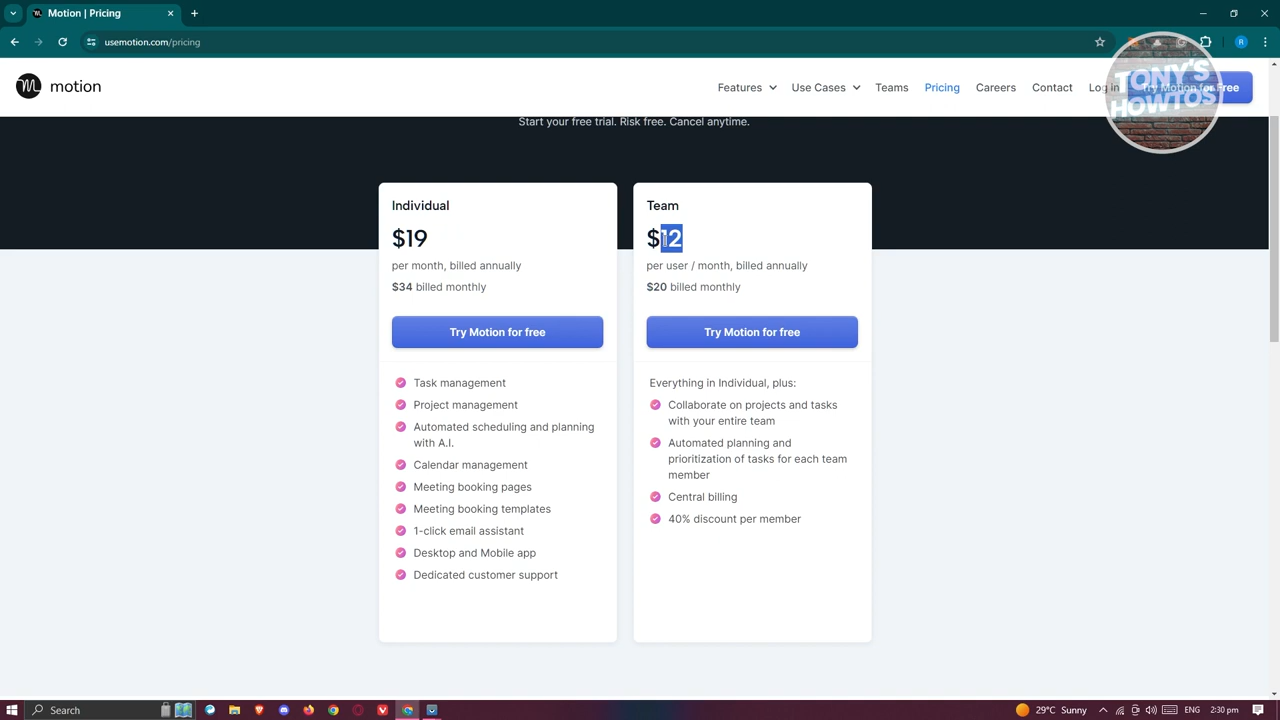 Motion | Pricing
usemotion.com/pricing
R
motion
Features
Use Cases
Teams
Pricing
Careers
Contact
Log in
Try Motion for Free
TONY'S
HOWTOS
Start your free trial. Risk free. Cancel anytime.
Individual
$19
per month, billed annually
$34 billed monthly
Try Motion for free
Task management
Project management
Automated scheduling and planning
with A.I.
Calendar management
Meeting booking pages
Meeting booking templates
1-click email assistant
Desktop and Mobile app
Dedicated customer support
Team
$12
per user / month, billed annually
$20 billed monthly
Try Motion for free
Everything in Individual, plus:
Collaborate on projects and tasks
with your entire team
Automated planning and
prioritization of tasks for each team
member
Central billing
40% discount per member
Search
29°C Sunny
ENG
2:30 pm